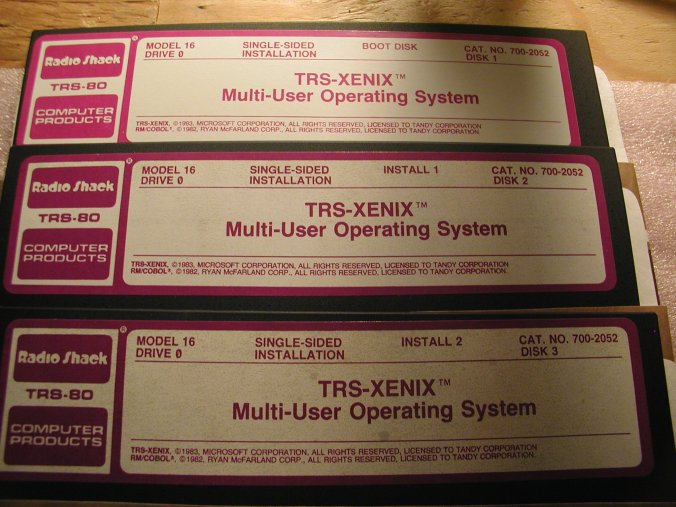 Radio Shack
®
TRS-80
COMPUTER
PRODUCTS
MODEL 16 SINGLE-SIDED BOOT DISK CAT. NO. 700-2052
DRIVE 0 INSTALLATION DISK 1
TRS-XENIX™
Multi-User Operating System
TRS-XENIX, ©1983, MICROSOFT CORPORATION, ALL RIGHTS RESERVED, LICENSED TO TANDY CORPORATION
RM/COBOL®, ©1982, RYAN McFARLAND CORP., ALL RIGHTS RESERVED, LICENSED TO TANDY CORPORATION.
Radio Shack
®
TRS-80
COMPUTER
PRODUCTS
MODEL 16 SINGLE-SIDED INSTALL 1 CAT. NO. 700-2052
DRIVE 0 INSTALLATION DISK 2
TRS-XENIX™
Multi-User Operating System
TRS-XENIX, ©1983, MICROSOFT CORPORATION, ALL RIGHTS RESERVED, LICENSED TO TANDY CORPORATION
RM/COBOL®, ©1982, RYAN McFARLAND CORP., ALL RIGHTS RESERVED, LICENSED TO TANDY CORPORATION.
Radio Shack
®
TRS-80
COMPUTER
PRODUCTS
MODEL 16 SINGLE-SIDED INSTALL 2 CAT. NO. 700-2052
DRIVE 0 INSTALLATION DISK 3
TRS-XENIX™
Multi-User Operating System
TRS-XENIX, ©1983, MICROSOFT CORPORATION, ALL RIGHTS RESERVED, LICENSED TO TANDY CORPORATION
RM/COBOL®, ©1982, RYAN McFARLAND CORP., ALL RIGHTS RESERVED, LICENSED TO TANDY CORPORATION.